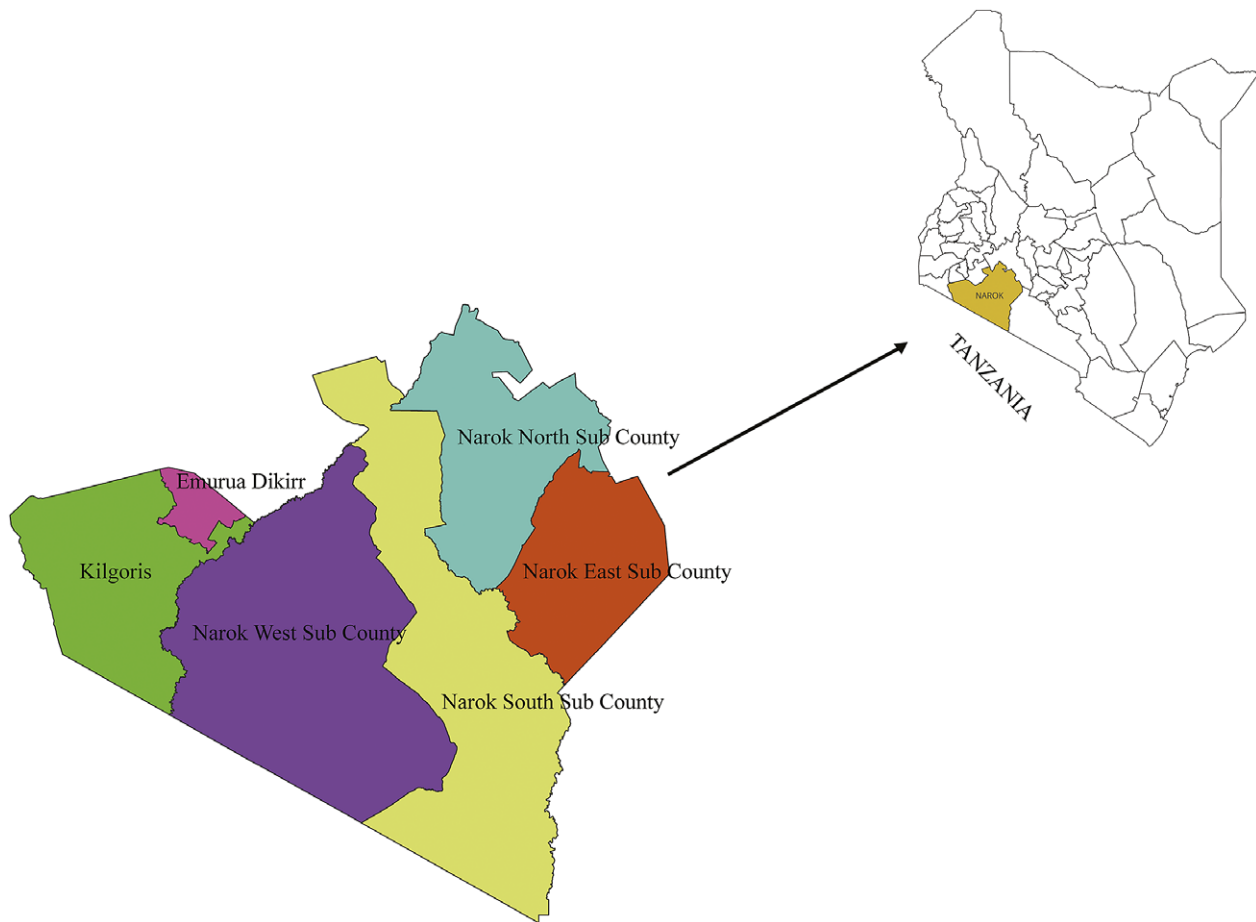 NAROK
TANZANIA
Narok North Sub County
Emurua Dikirr
Kilgoris
Narok East Sub County
Narok West Sub County
Narok South Sub County